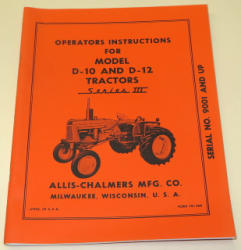 OPERATORS INSTRUCTIONS
FOR
MODEL
D-10 AND D-12
TRACTORS
Series III
ALLIS-CHALMERS MFG. CO.
MILWAUKEE, WISCONSIN, U. S. A.
SERIAL NO. 9001 AND UP